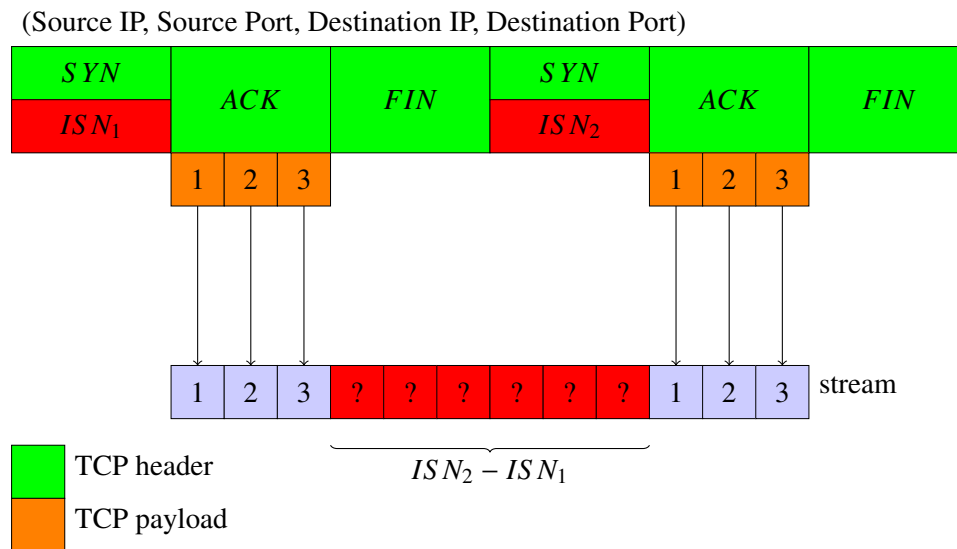 (Source IP, Source Port, Destination IP, Destination Port)
SYN ACK FIN SYN ACK FIN
ISN₁ ISN₂
1 2 3 1 2 3
1 2 3 ? ? ? ? ? ? 1 2 3 stream
ISN₂ − ISN₁
TCP header
TCP payload